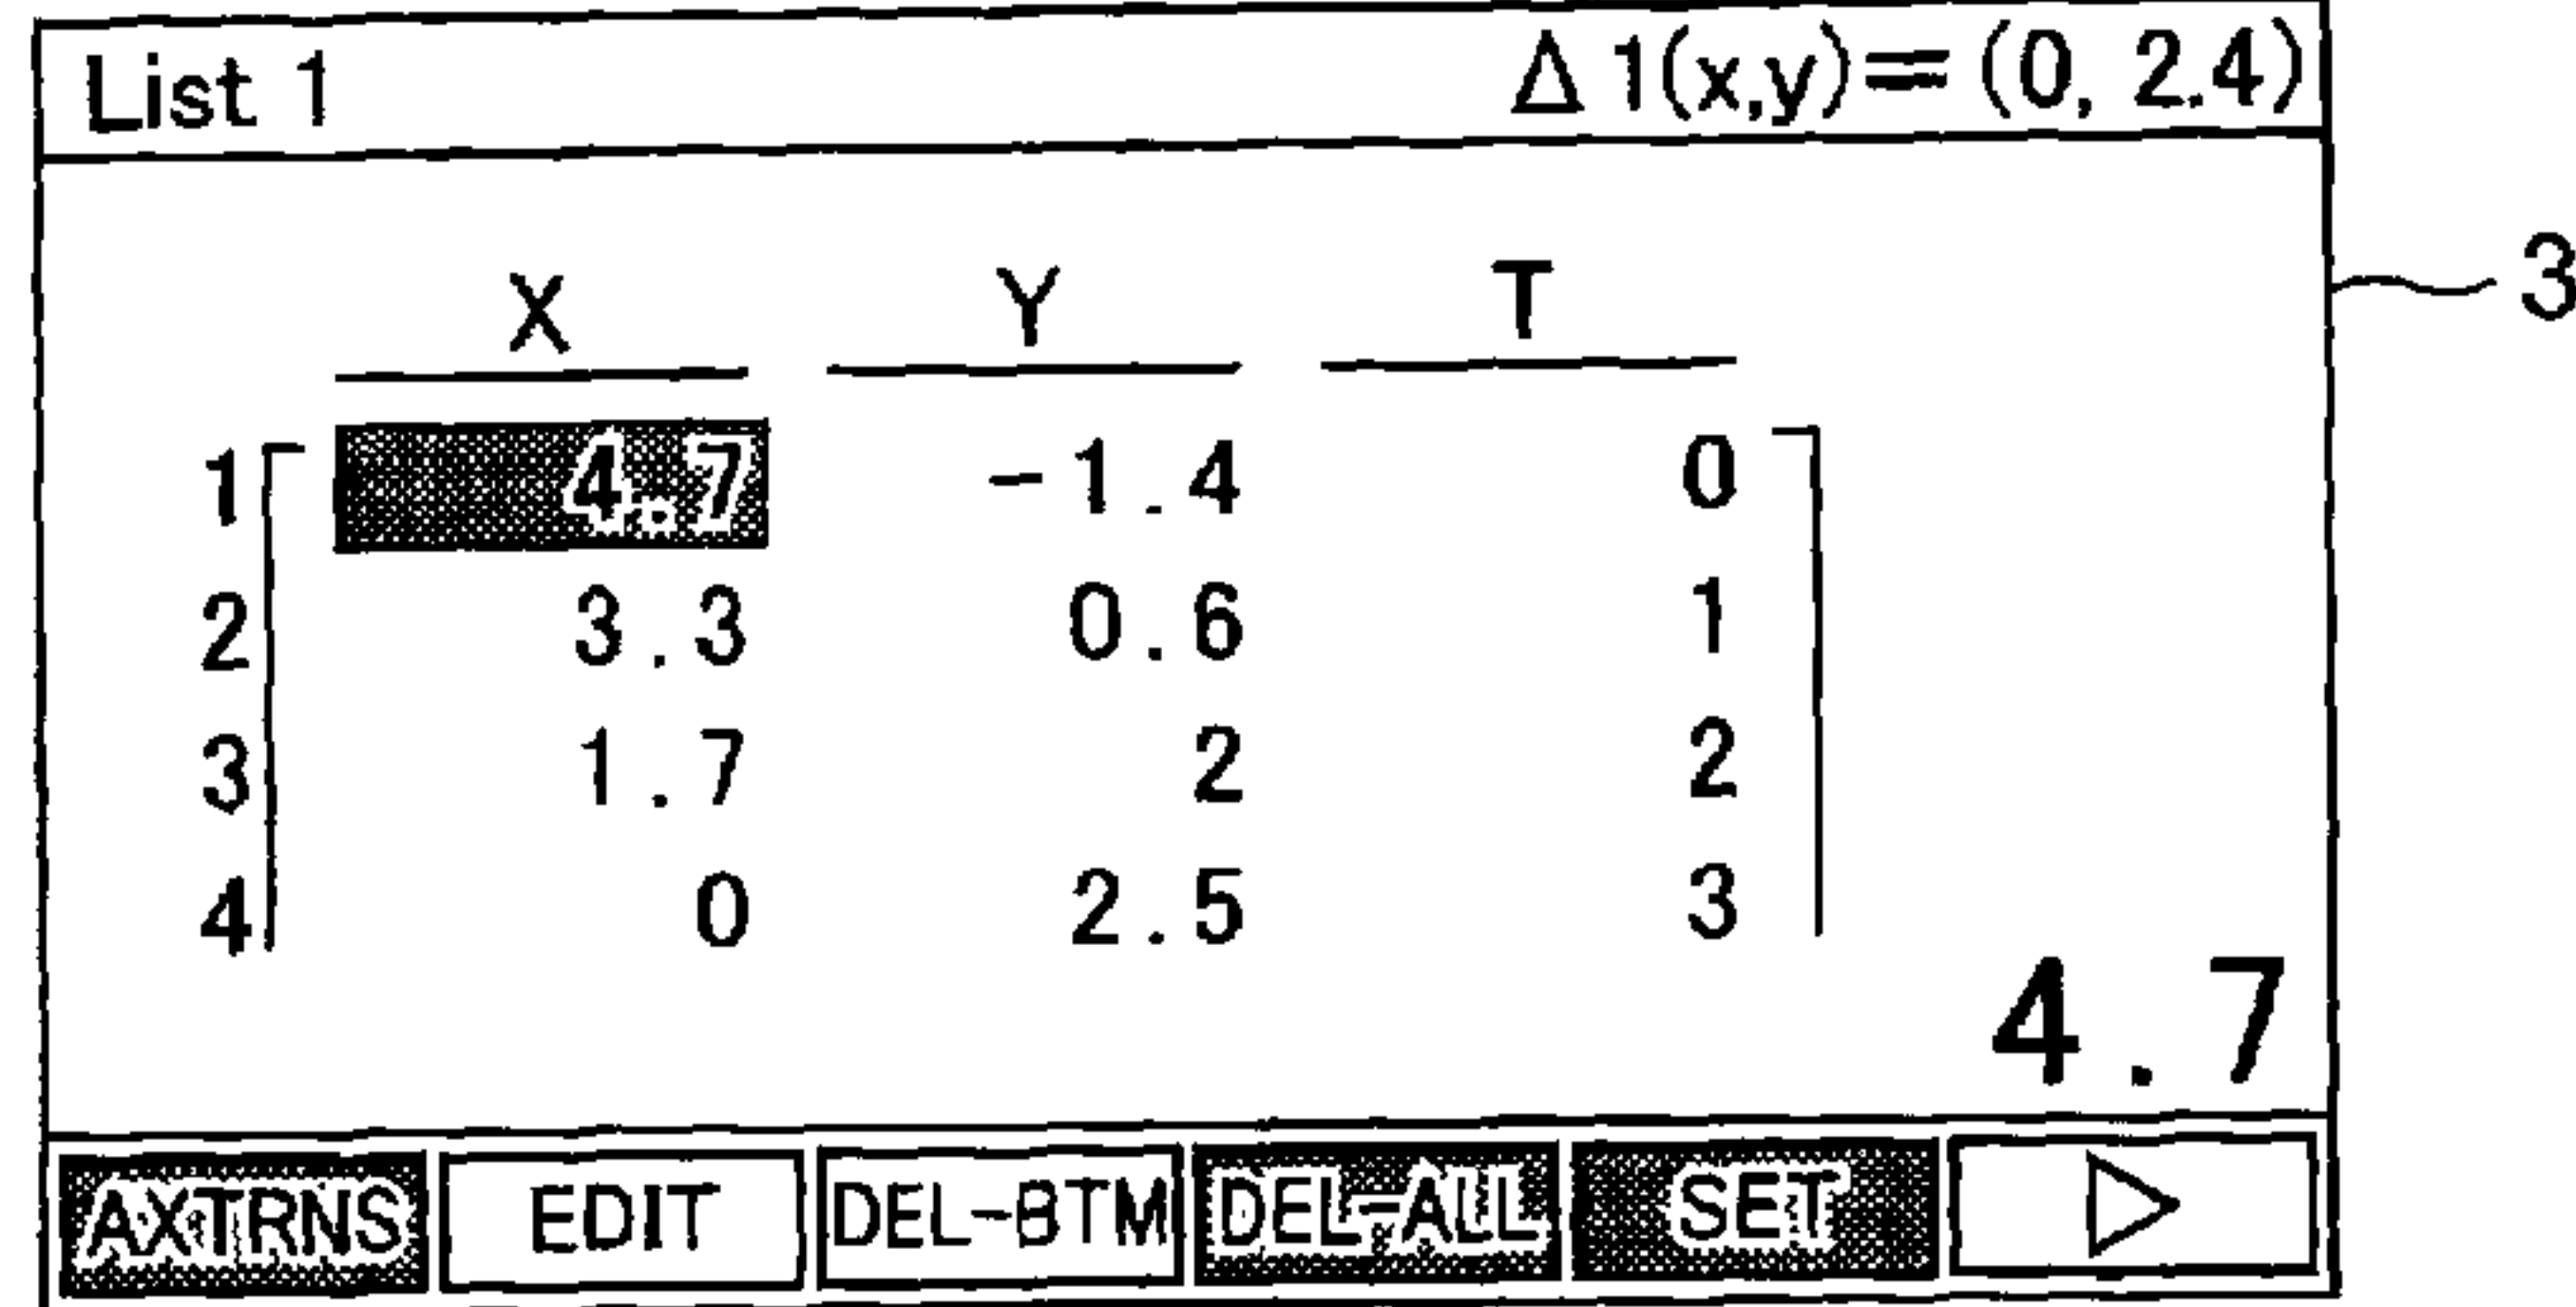 List 1 Δ1(x,y)=(0, 2.4)
3
X Y T
1 4.7 -1.4 0
2 3.3 0.6 1
3 1.7 2 2
4 0 2.5 3
4.7
AXTRNS EDIT DEL-BTM DEL-ALL SET ▷